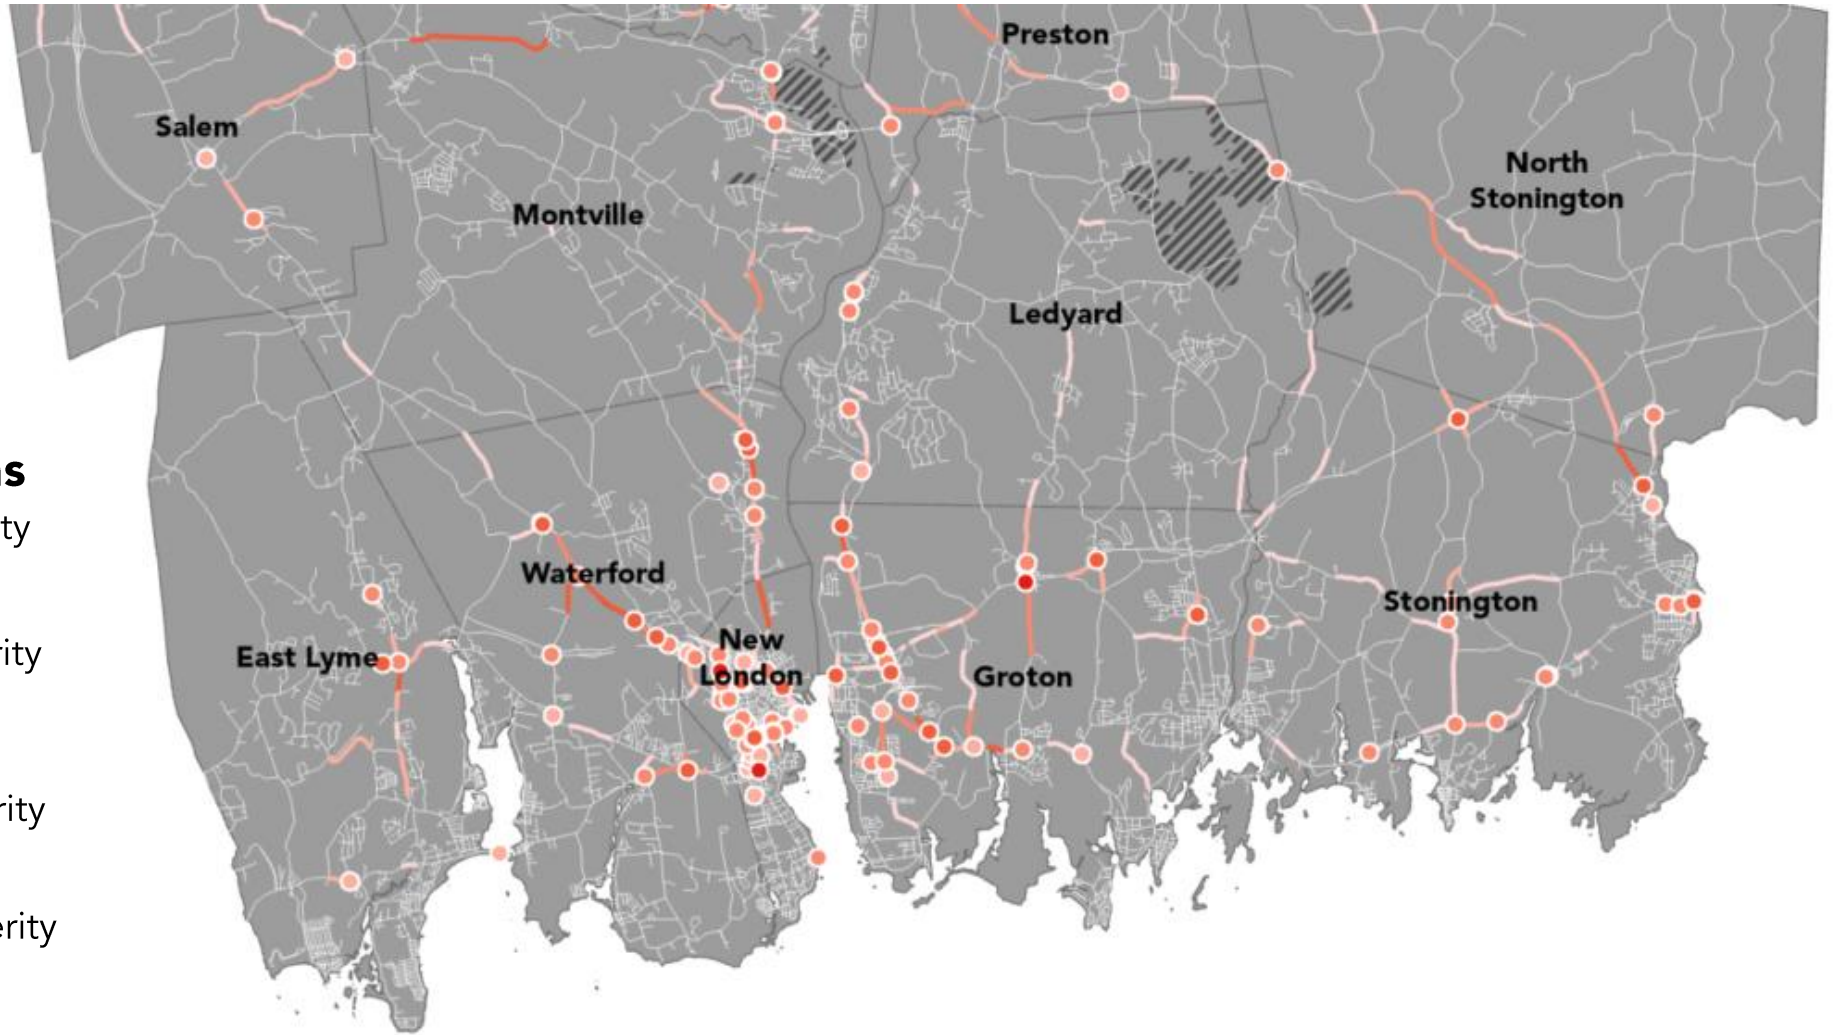 Preston
Salem
North
Stonington
Montville
Ledyard
Waterford
Stonington
New
London
East Lyme
Groton